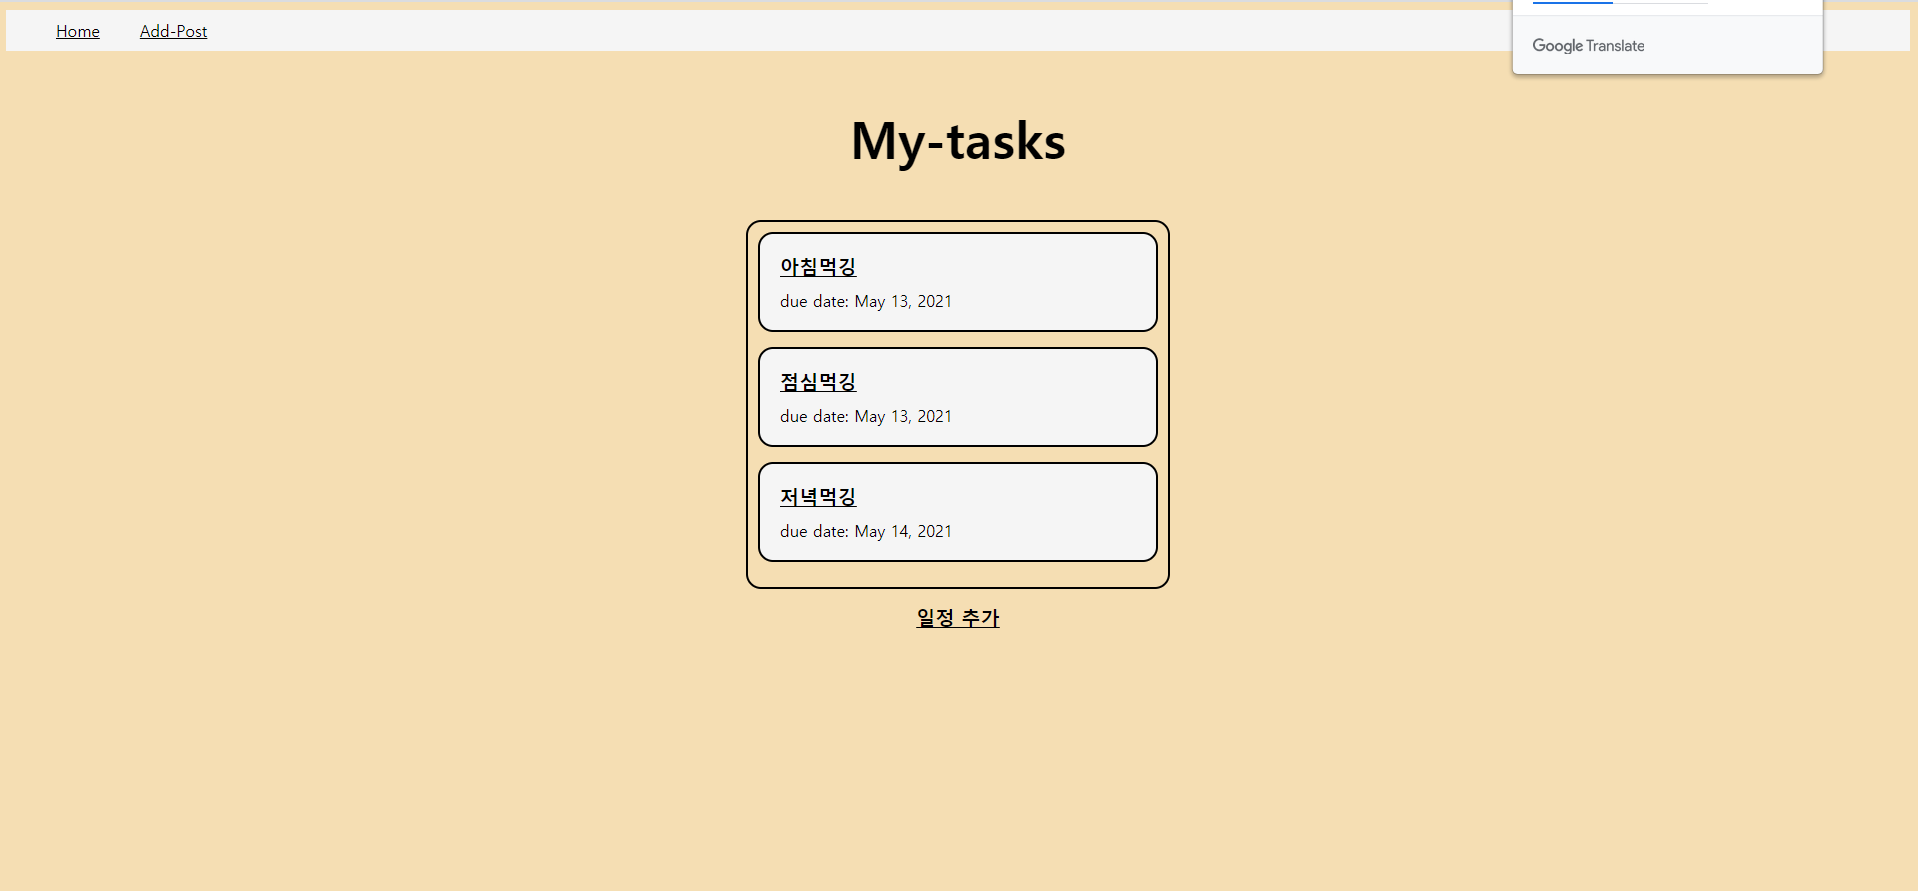 Home
Add-Post
Google Translate
My-tasks
아침먹깅
due date: May 13, 2021
점심먹깅
due date: May 13, 2021
저녁먹깅
due date: May 14, 2021
일정 추가